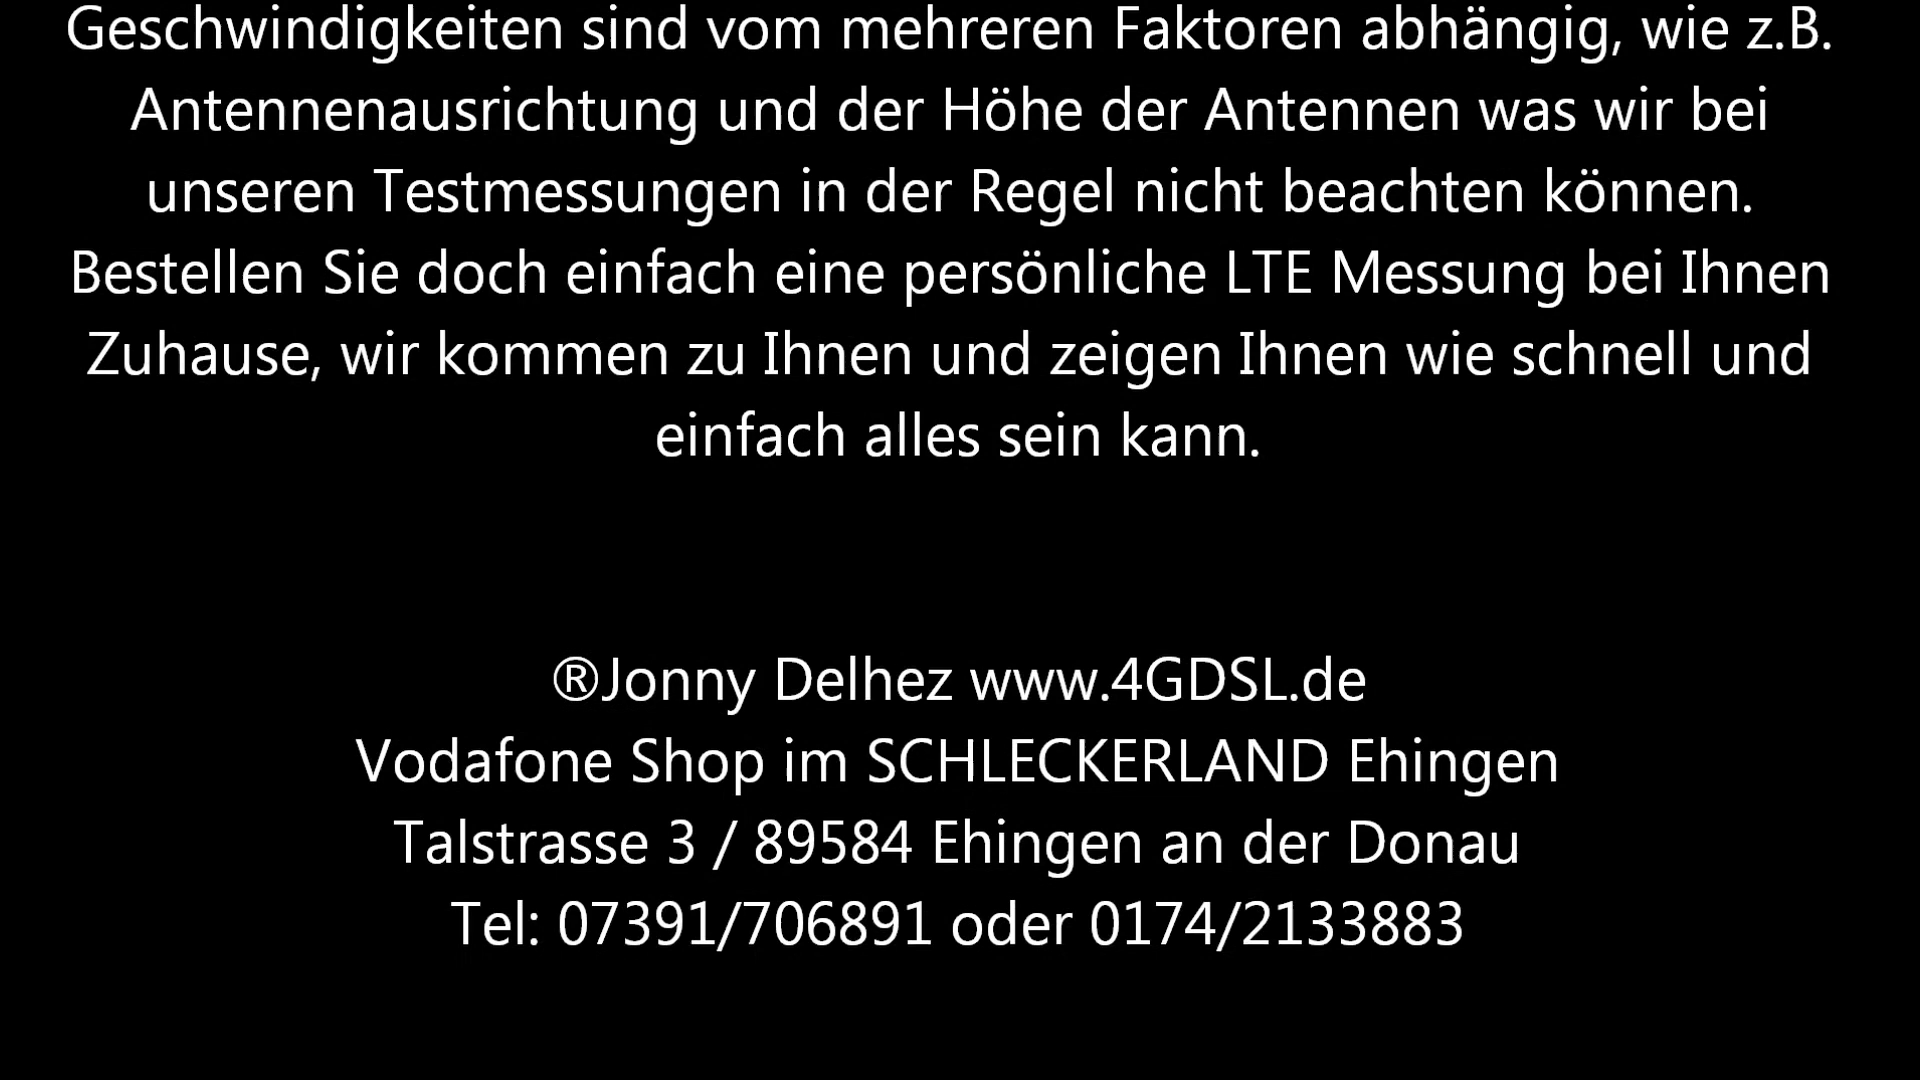 Geschwindigkeiten sind vom mehreren Faktoren abhängig, wie z.B.
Antennenausrichtung und der Höhe der Antennen was wir bei
unseren Testmessungen in der Regel nicht beachten können.
Bestellen Sie doch einfach eine persönliche LTE Messung bei Ihnen
Zuhause, wir kommen zu Ihnen und zeigen Ihnen wie schnell und
einfach alles sein kann.
®Jonny Delhez www.4GDSL.de
Vodafone Shop im SCHLECKERLAND Ehingen
Talstrasse 3 / 89584 Ehingen an der Donau
Tel: 07391/706891 oder 0174/2133883